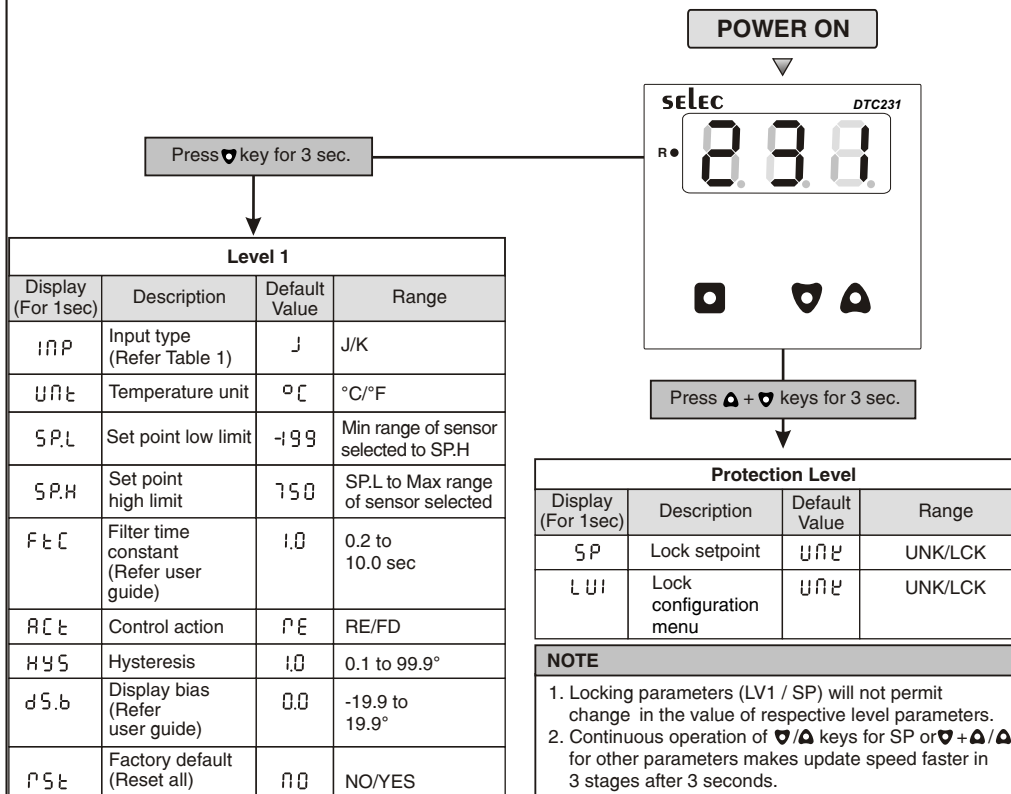 POWER ON
selec DTC231
R
231
Press key for 3 sec.
Level 1
Display (For 1sec) Description Default Value Range
INP Input type (Refer Table 1) J J/K
UNt Temperature unit °C °C/°F
SP.L Set point low limit -199 Min range of sensor selected to SP.H
SP.H Set point high limit 750 SP.L to Max range of sensor selected
FtC Filter time constant (Refer user guide) 1.0 0.2 to 10.0 sec
ACt Control action rE RE/FD
HYS Hysteresis 1.0 0.1 to 99.9°
dS.b Display bias (Refer user guide) 0.0 -19.9 to 19.9°
rSt Factory default (Reset all) NO NO/YES
Press + keys for 3 sec.
Protection Level
Display (For 1sec) Description Default Value Range
SP Lock setpoint UNK UNK/LCK
LU1 Lock configuration menu UNK UNK/LCK
NOTE
1. Locking parameters (LV1 / SP) will not permit
change in the value of respective level parameters.
2. Continuous operation of / keys for SP or + /
for other parameters makes update speed faster in
3 stages after 3 seconds.